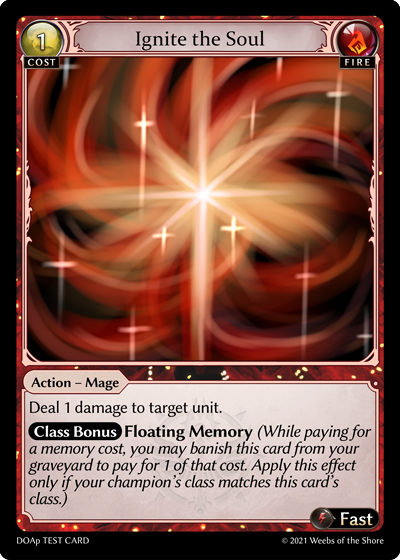 1
Ignite the Soul
COST
FIRE
Action – Mage
Deal 1 damage to target unit.
Class Bonus Floating Memory (While paying for
a memory cost, you may banish this card from
your graveyard to pay for 1 of that cost. Apply this effect
only if your champion's class matches this card's
class.)
Fast
DOAp TEST CARD
© 2021 Weebs of the Shore